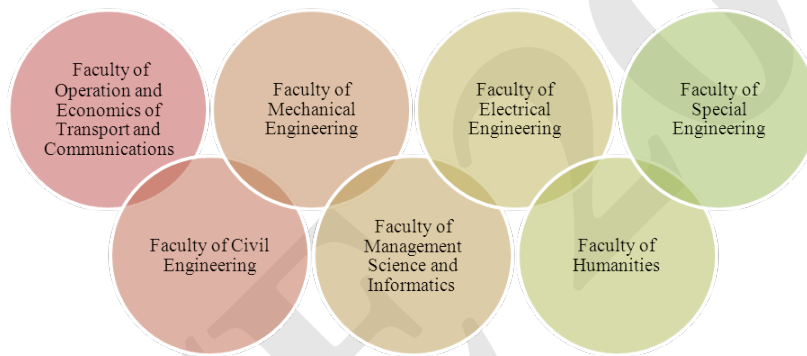 Faculty of
Operation and
Economics of
Transport and
Communications
Faculty of
Mechanical
Engineering
Faculty of
Electrical
Engineering
Faculty of
Special
Engineering
Faculty of Civil
Engineering
Faculty of
Management
Science and
Informatics
Faculty of
Humanities